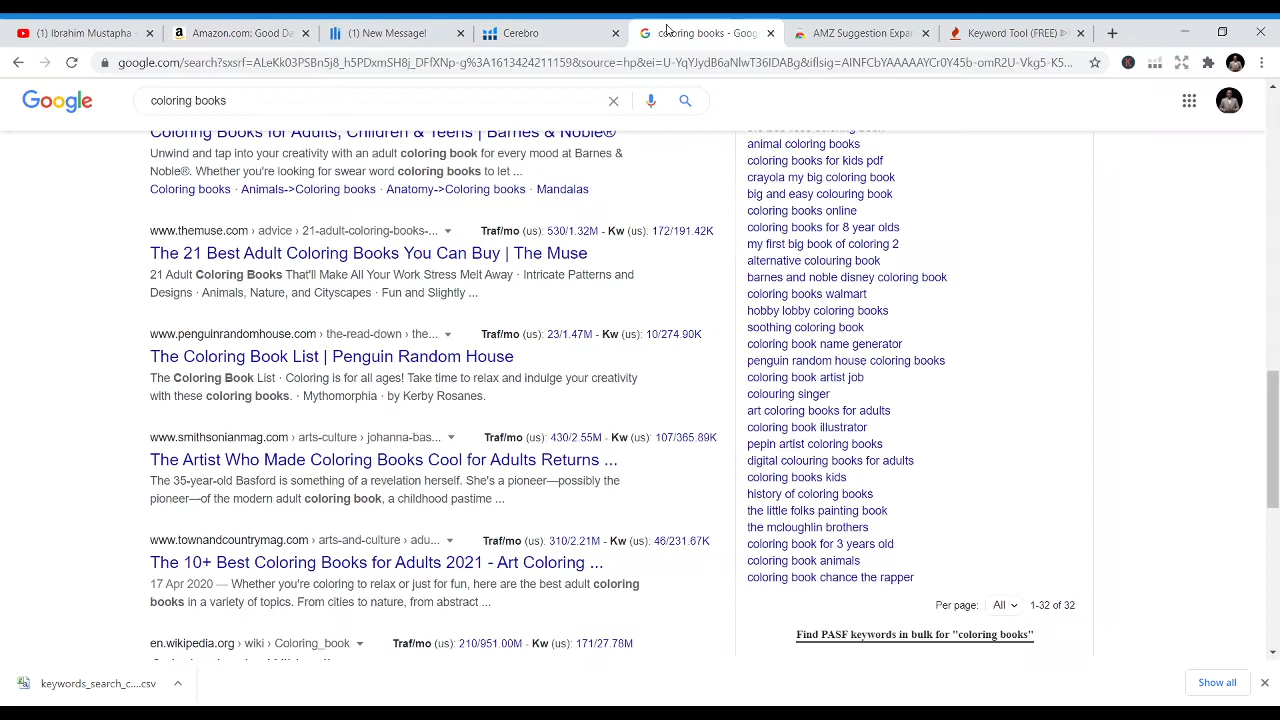 (1) Ibrahim Mustapha -
Amazon.com: Good Da
(1) New Message!
Cerebro
coloring books - Goog
AMZ Suggestion Expan
Keyword Tool (FREE)
google.com/search?sxsrf=ALeKk03PSBn5j8_h5PDxmSH8j_DfIXNp-g%3A1613424211159&source=hp&ei=U-YqYJydB6aNlwT36IDABg&iflsig=AINFCbYAAAAAYCr0Y45b-omR2U-Vkg5-K5...
Google
coloring books
Coloring Books for Adults, Children & Teens | Barnes & Noble®
Unwind and tap into your creativity with an adult coloring book for every mood at Barnes &
Noble®. Whether you're looking for swear word coloring books to let ...
Coloring books · Animals->Coloring books · Anatomy->Coloring books · Mandalas
www.themuse.com › advice › 21-adult-coloring-books-... Traf/mo (us): 530/1.32M - Kw (us): 172/191.42K
The 21 Best Adult Coloring Books You Can Buy | The Muse
21 Adult Coloring Books That'll Make All Your Work Stress Melt Away · Intricate Patterns and
Designs · Animals, Nature, and Cityscapes · Fun and Slightly ...
www.penguinrandomhouse.com › the-read-down › the... Traf/mo (us): 23/1.47M - Kw (us): 10/274.90K
The Coloring Book List | Penguin Random House
The Coloring Book List · Coloring is for all ages! Take time to relax and indulge your creativity
with these coloring books. · Mythomorphia · by Kerby Rosanes.
www.smithsonianmag.com › arts-culture › johanna-bas... Traf/mo (us): 430/2.55M - Kw (us): 107/365.89K
The Artist Who Made Coloring Books Cool for Adults Returns ...
The 35-year-old Basford is something of a revelation herself. She's a pioneer—possibly the
pioneer—of the modern adult coloring book, a childhood pastime ...
www.townandcountrymag.com › arts-and-culture › adu... Traf/mo (us): 310/2.21M - Kw (us): 46/231.67K
The 10+ Best Coloring Books for Adults 2021 - Art Coloring ...
17 Apr 2020 — Whether you're coloring to relax or just for fun, here are the best adult coloring
books in a variety of topics. From cities to nature, from abstract ...
en.wikipedia.org › wiki › Coloring_book Traf/mo (us): 210/951.00M - Kw (us): 171/27.78M
animal coloring books
coloring books for kids pdf
crayola my big coloring book
big and easy colouring book
coloring books online
coloring books for 8 year olds
my first big book of coloring 2
alternative colouring book
barnes and noble disney coloring book
coloring books walmart
hobby lobby coloring books
soothing coloring book
coloring book name generator
penguin random house coloring books
coloring book artist job
colouring singer
art coloring books for adults
coloring book illustrator
pepin artist coloring books
digital colouring books for adults
coloring books kids
history of coloring books
the little folks painting book
the mcloughlin brothers
coloring book for 3 years old
coloring book animals
coloring book chance the rapper
Per page: All 1-32 of 32
Find PASF keywords in bulk for "coloring books"
keywords_search_c....csv
Show all